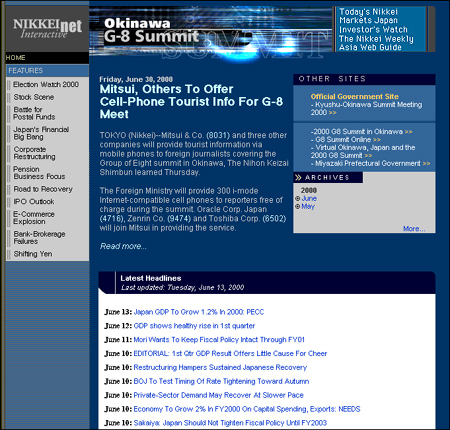 NIKKEI net
Interactive
Okinawa
G-8 Summit
SUMMIT
Today's Nikkei
Markets Japan
Investor's Watch
The Nikkei Weekly
Asia Web Guide
HOME
FEATURES
Election Watch 2000
Stock Scene
Battle for
Postal Funds
Japan's Financial
Big Bang
Corporate
Restructuring
Pension
Business Focus
Road to Recovery
IPO Outlook
E-Commerce
Explosion
Bank-Brokerage
Failures
Shifting Yen
Friday, June 30, 2000
Mitsui, Others To Offer
Cell-Phone Tourist Info For G-8
Meet
TOKYO (Nikkei)--Mitsui & Co. (8031) and three other
companies will provide tourist information via
mobile phones to foreign journalists covering the
Group of Eight summit in Okinawa, The Nihon Keizai
Shimbun learned Thursday.
The Foreign Ministry will provide 300 i-mode
Internet-compatible cell phones to reporters free of
charge during the summit. Oracle Corp. Japan
(4716), Zenrin Co. (9474) and Toshiba Corp. (6502)
will join Mitsui in providing the service.
Read more...
OTHER SITES
Official Government Site
- Kyushu-Okinawa Summit Meeting
2000 >>
-2000 G8 Summit in Okinawa >>
- G8 Summit Online >>
- Virtual Okinawa, Japan and the
2000 G8 Summit >>
- Miyazaki Prefectural Government >>
ARCHIVES
2000
June
May
More...
Latest Headlines
Last updated: Tuesday, June 13, 2000
June 13: Japan GDP To Grow 1.2% In 2000: PECC
June 12: GDP shows healthy rise in 1st quarter
June 11: Mori Wants To Keep Fiscal Policy Intact Through FY01
June 10: EDITORIAL: 1st Qtr GDP Result Offers Little Cause For Cheer
June 10: Restructuring Hampers Sustained Japanese Recovery
June 10: BOJ To Test Timing Of Rate Tightening Toward Autumn
June 10: Private-Sector Demand May Recover At Slower Pace
June 10: Economy To Grow 2% In FY2000 On Capital Spending, Exports: NEEDS
June 10: Sakaiya: Japan Should Not Tighten Fiscal Policy Until FY2003